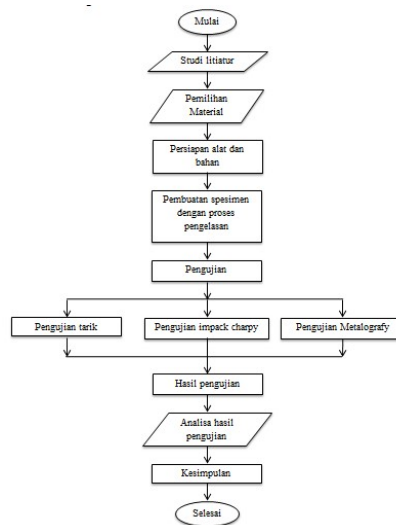 Mulai
Studi litiatur
Pemilihan
Material
Persiapan alat dan
bahan
Pembuatan spesimen
dengan proses
pengelasan
Pengujian
Pengujian tarik
Pengujian impack charpy
Pengujian Metalografy
Hasil pengujian
Analisa hasil
pengujian
Kesimpulan
Selesai